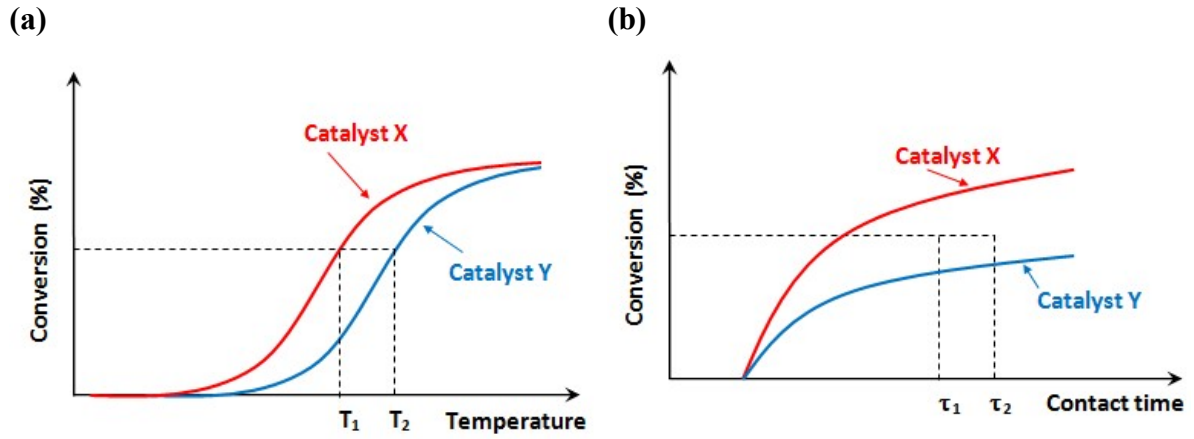 (a)
Conversion (%)
Catalyst X
Catalyst Y
T₁
T₂
Temperature
(b)
Conversion (%)
Catalyst X
Catalyst Y
τ₁
τ₂
Contact time